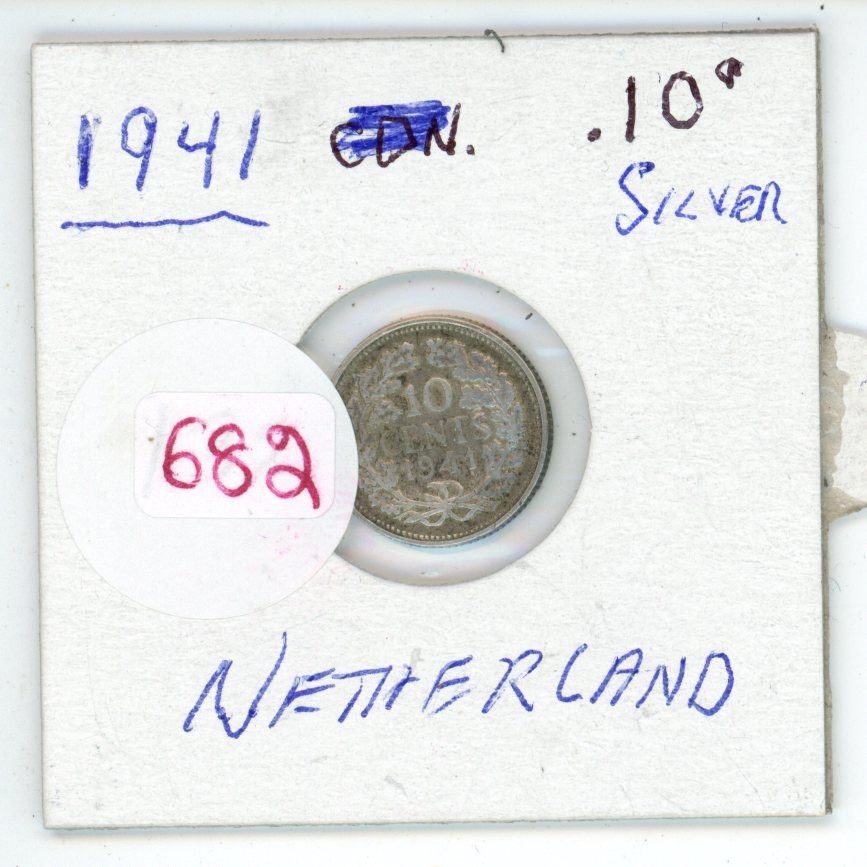 1941 CDN. .10¢
SILVER
10
CENTS
1941
682
NETHERLAND